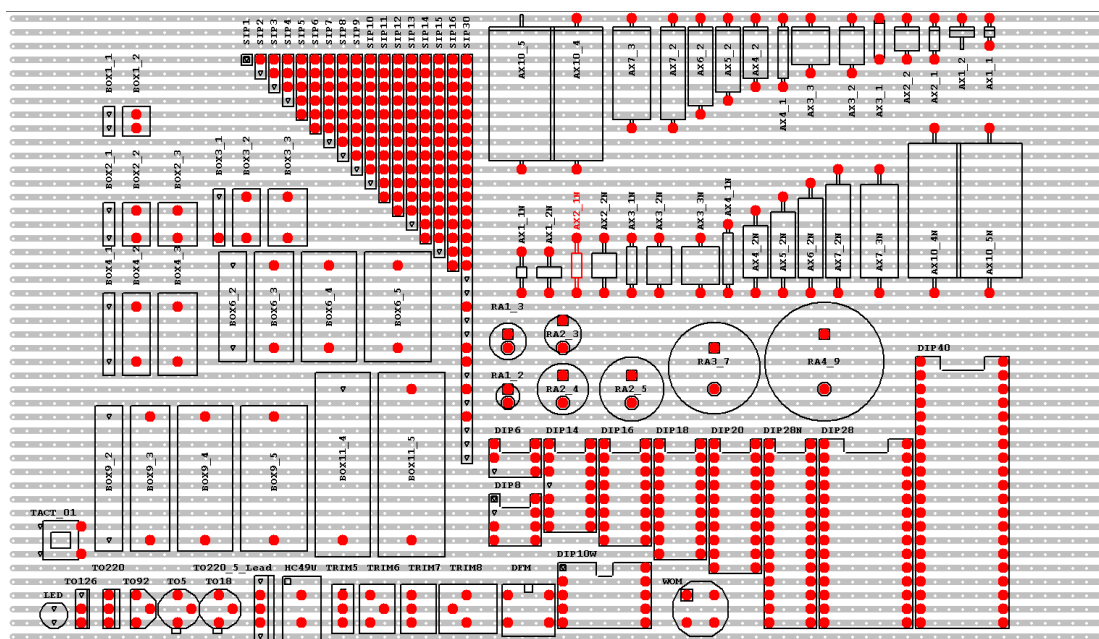 SIP1
SIP2
SIP3
SIP4
SIP5
SIP6
SIP7
SIP8
SIP9
SIP10
SIP11
SIP12
SIP13
SIP14
SIP15
SIP16
SIP30
AX10_5
AX10_4
AX7_3
AX7_2
AX6_2
AX5_2
AX4_2
AX4_1
AX3_3
AX3_2
AX3_1
AX2_2
AX2_1
AX1_2
AX1_1
BOX1_1
BOX1_2
BOX2_1
BOX2_2
BOX2_3
BOX3_1
BOX3_2
BOX3_3
AX1_1N
AX1_2N
AX2_1N
AX2_2N
AX3_1N
AX3_2N
AX3_3N
AX4_1N
AX4_2N
AX5_2N
AX6_2N
AX7_2N
AX7_3N
AX10_4N
AX10_5N
BOX4_1
BOX4_2
BOX4_3
BOX6_2
BOX6_3
BOX6_4
BOX6_5
RA1_3
RA2_3
RA3_7
RA4_9
DIP40
RA1_2
RA2_4
RA2_5
BOX9_2
BOX9_3
BOX9_4
BOX9_5
BOX11_4
BOX11_5
DIP6
DIP14
DIP16
DIP18
DIP20
DIP28N
DIP28
DIP8
TACT_01
DIP10W
TO220
TO220_5_Lead
HC49U
TRIM5
TRIM6
TRIM7
TRIM8
DFM
LED
TO126
TO92
TO5
TO18
WOM